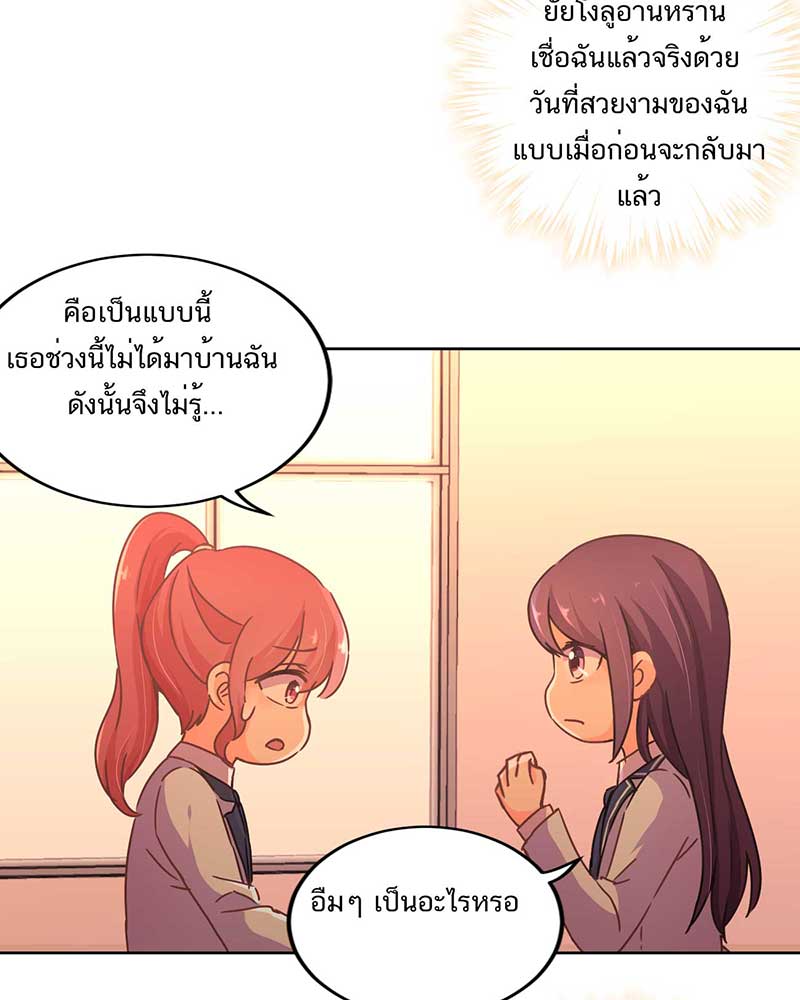 ยัยโง่ลู่อานหราน
เชื่อฉันแล้วจริงด้วย
วันที่สวยงามของฉัน
แบบเมื่อก่อนจะกลับมา
แล้ว
คือเป็นแบบนี้
เธอช่วงนี้ไม่ได้มาบ้านฉัน
ดังนั้นจึงไม่รู้...
อืมๆ เป็นอะไรหรอ